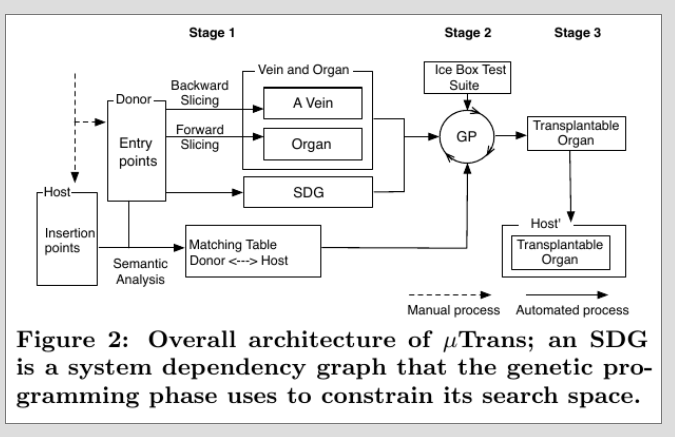 Stage 1
Stage 2
Stage 3
Vein and Organ
Ice Box Test
Suite
Backward
Slicing
Donor
A Vein
Entry
points
Forward
Slicing
Organ
GP
Transplantable
Organ
SDG
Host
Insertion
points
Host'
Transplantable
Organ
Matching Table
Donor <---> Host
Semantic
Analysis
Manual process
Automated process
Figure 2: Overall architecture of μTrans; an SDG
is a system dependency graph that the genetic pro-
gramming phase uses to constrain its search space.